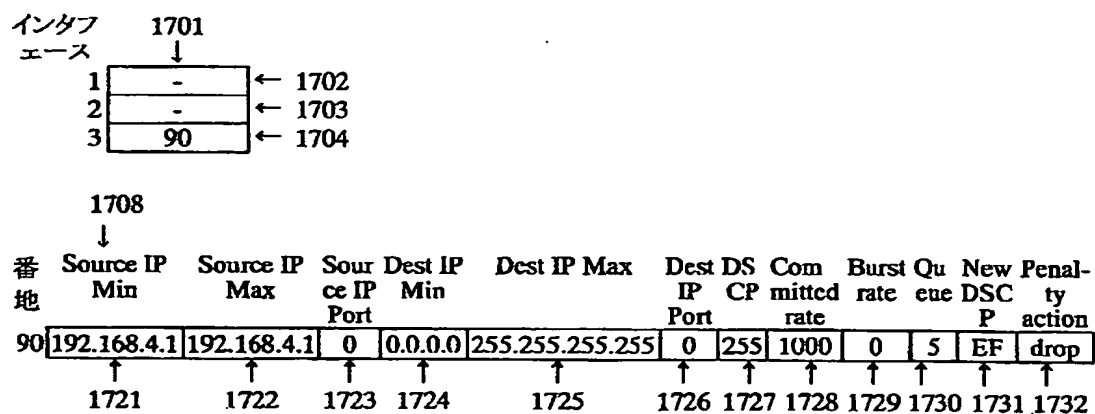 インタフ 1701
ェース ↓
1 - ← 1702
2 - ← 1703
3 90 ← 1704
1708
↓
番 Source IP Source IP Sour Dest IP Dest IP Max Dest DS Com Burst Qu New Penal-
地 Min Max ce IP Min IP CP mitted rate eue DSC ty
Port Port rate P action
90 192.168.4.1 192.168.4.1 0 0.0.0.0 255.255.255.255 0 255 1000 0 5 EF drop
↑ ↑ ↑ ↑ ↑ ↑ ↑ ↑ ↑ ↑ ↑ ↑
1721 1722 1723 1724 1725 1726 1727 1728 1729 1730 1731 1732